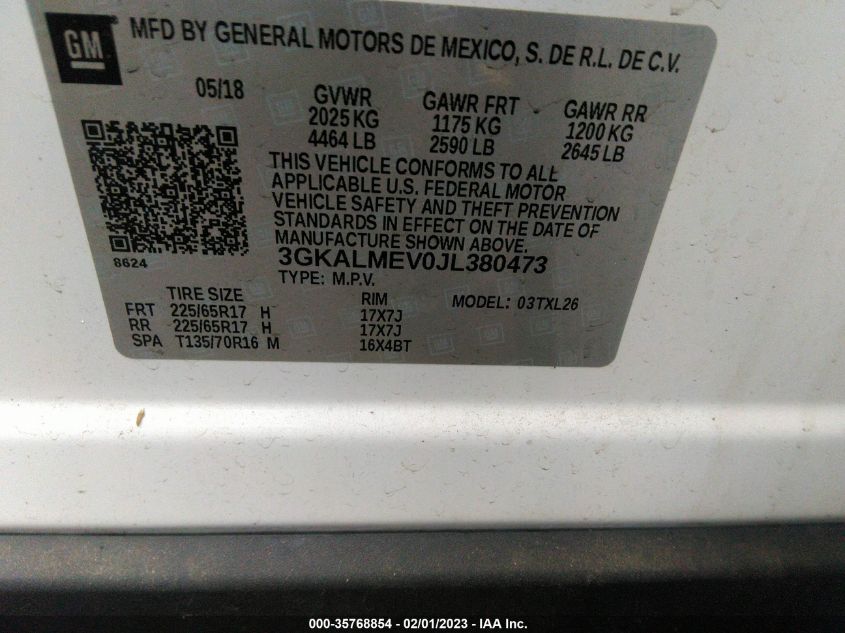 GM
MFD BY GENERAL MOTORS DE MEXICO, S. DE R.L. DE C.V.
05/18
GVWR
2025 KG
4464 LB
GAWR FRT
1175 KG
2590 LB
GAWR RR
1200 KG
2645 LB
THIS VEHICLE CONFORMS TO ALL
APPLICABLE U.S. FEDERAL MOTOR
VEHICLE SAFETY AND THEFT PREVENTION
STANDARDS IN EFFECT ON THE DATE OF
MANUFACTURE SHOWN ABOVE.
8624
3GKALMEV0JL380473
TYPE: M.P.V.
TIRE SIZE RIM MODEL: 03TXL26
FRT 225/65R17 H 17X7J
RR 225/65R17 H 17X7J
SPA T135/70R16 M 16X4BT
000-35768854 - 02/01/2023 - IAA Inc.